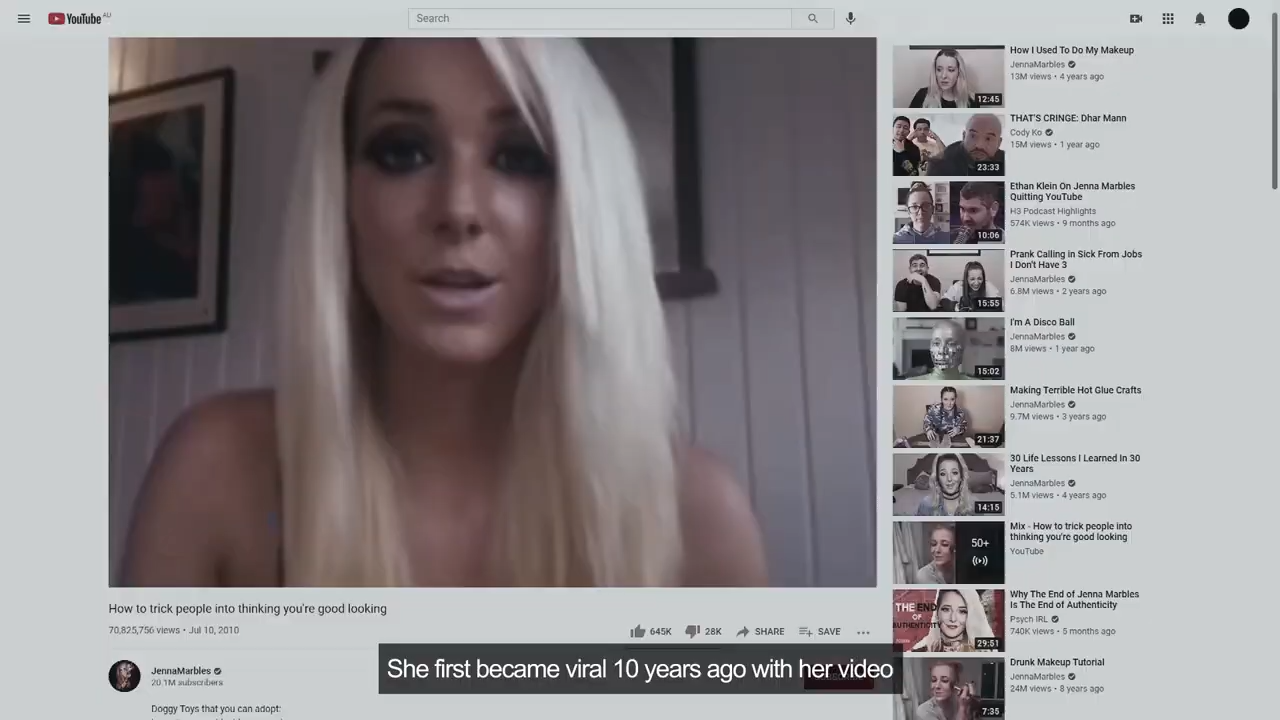 YouTube AU
Search
How I Used To Do My Makeup
JennaMarbles
13M views • 4 years ago
12:45
THAT'S CRINGE: Dhar Mann
Cody Ko
15M views • 1 year ago
23:33
Ethan Klein On Jenna Marbles
Quitting YouTube
H3 Podcast Highlights
574K views • 9 months ago
10:06
Prank Calling in Sick From Jobs
I Don't Have 3
JennaMarbles
6.8M views • 2 years ago
15:55
I'm A Disco Ball
JennaMarbles
8M views • 1 year ago
15:02
Making Terrible Hot Glue Crafts
JennaMarbles
9.7M views • 3 years ago
21:37
30 Life Lessons I Learned In 30
Years
JennaMarbles
5.1M views • 4 years ago
14:15
Mix - How to trick people into
thinking you're good looking
YouTube
50+
Why The End of Jenna Marbles
Is The End of Authenticity
Psych IRL
740K views • 5 months ago
THE END
OF
AUTHENTICITY
29:51
Drunk Makeup Tutorial
JennaMarbles
24M views • 8 years ago
7:35
How to trick people into thinking you're good looking
70,825,756 views • Jul 10, 2010
645K 28K SHARE SAVE
JennaMarbles
20.1M subscribers
Doggy Toys that you can adopt:
She first became viral 10 years ago with her video